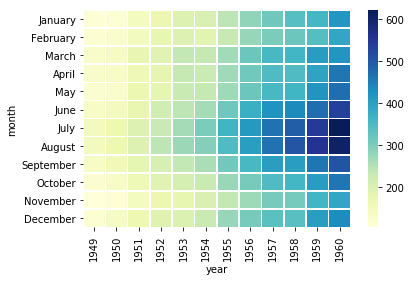 month
January
February
March
April
May
June
July
August
September
October
November
December
1949 1950 1951 1952 1953 1954 1955 1956 1957 1958 1959 1960
year
600
500
400
300
200